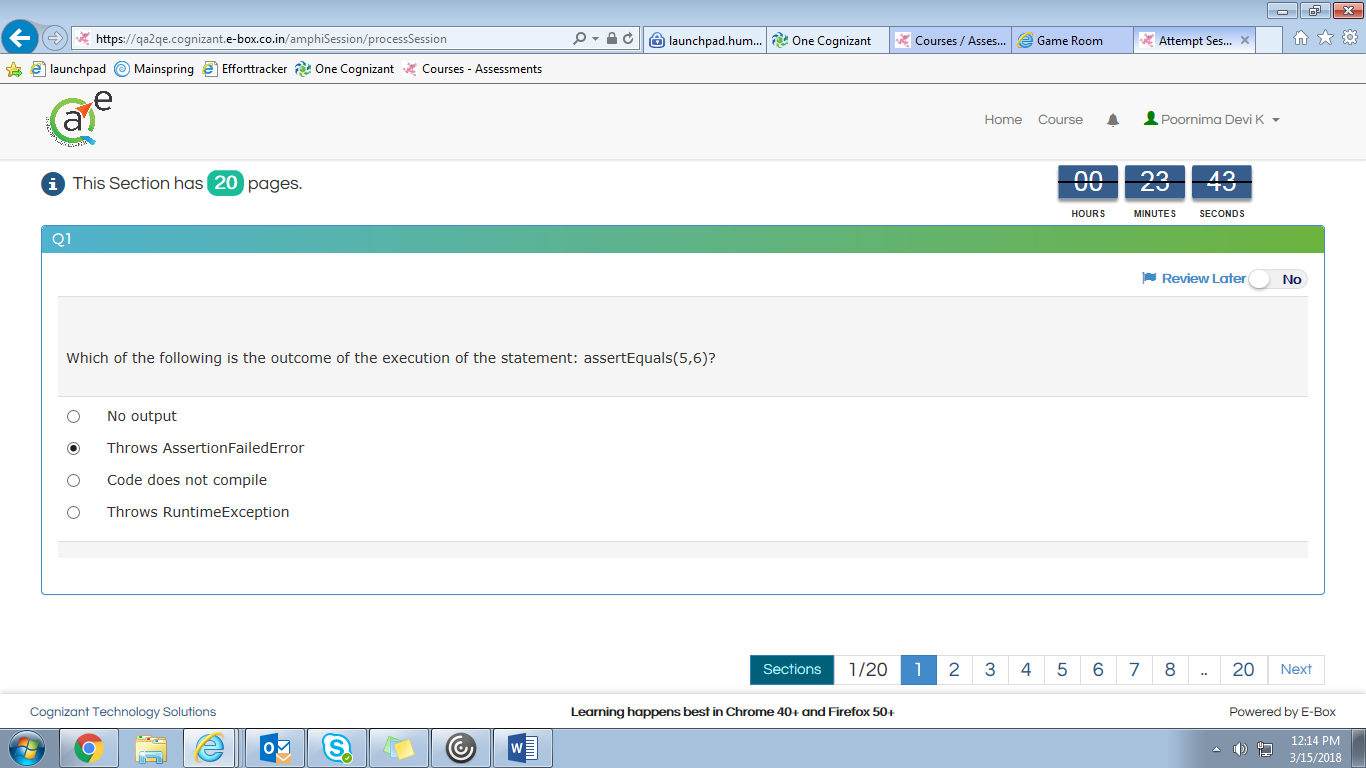 https://qa2qe.cognizant.e-box.co.in/amphiSession/processSession
launchpad.hum... One Cognizant Courses / Asses... Game Room Attempt Ses...
launchpad Mainspring Efforttracker One Cognizant Courses - Assessments
a e
Home Course Poornima Devi K
This Section has 20 pages.
00 23 43
HOURS MINUTES SECONDS
Q1
Review Later No
Which of the following is the outcome of the execution of the statement: assertEquals(5,6)?
No output
Throws AssertionFailedError
Code does not compile
Throws RuntimeException
Sections 1/20 1 2 3 4 5 6 7 8 .. 20 Next
Cognizant Technology Solutions Learning happens best in Chrome 40+ and Firefox 50+ Powered by E-Box
12:14 PM
3/15/2018